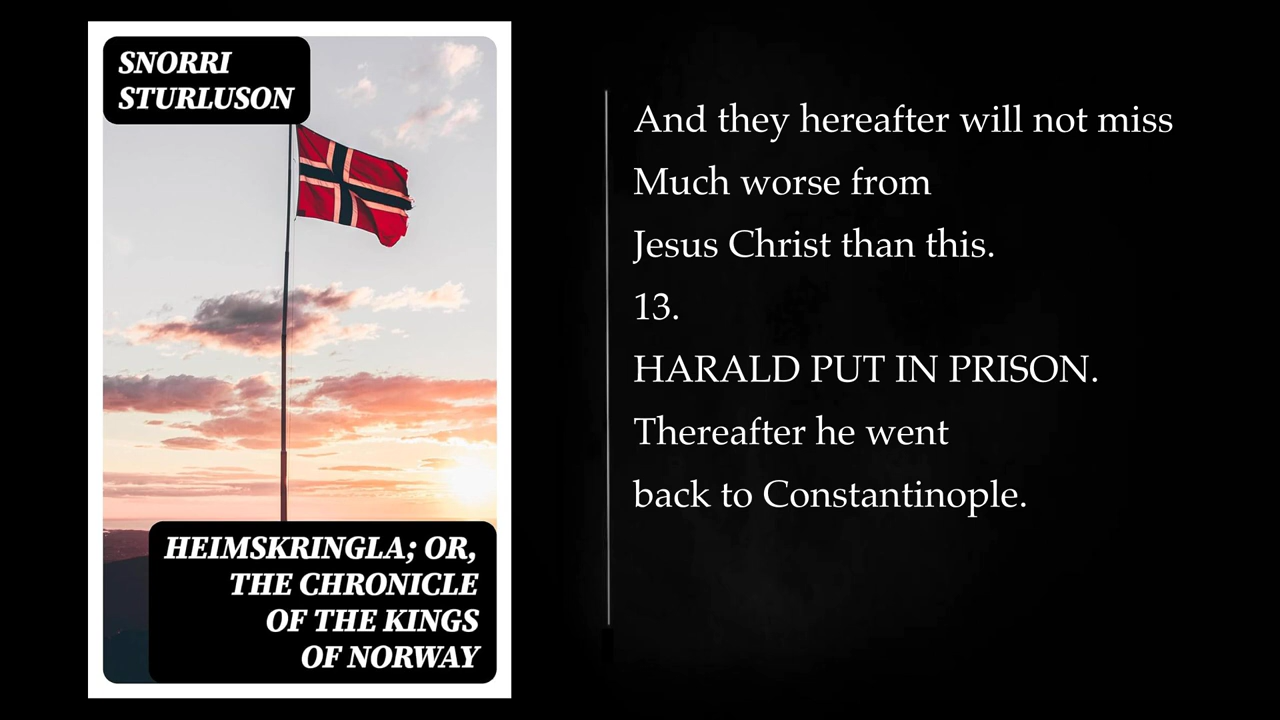 SNORRI
STURLUSON
HEIMSKRINGLA; OR,
THE CHRONICLE
OF THE KINGS
OF NORWAY
And they hereafter will not miss
Much worse from
Jesus Christ than this.
13.
HARALD PUT IN PRISON.
Thereafter he went
back to Constantinople.